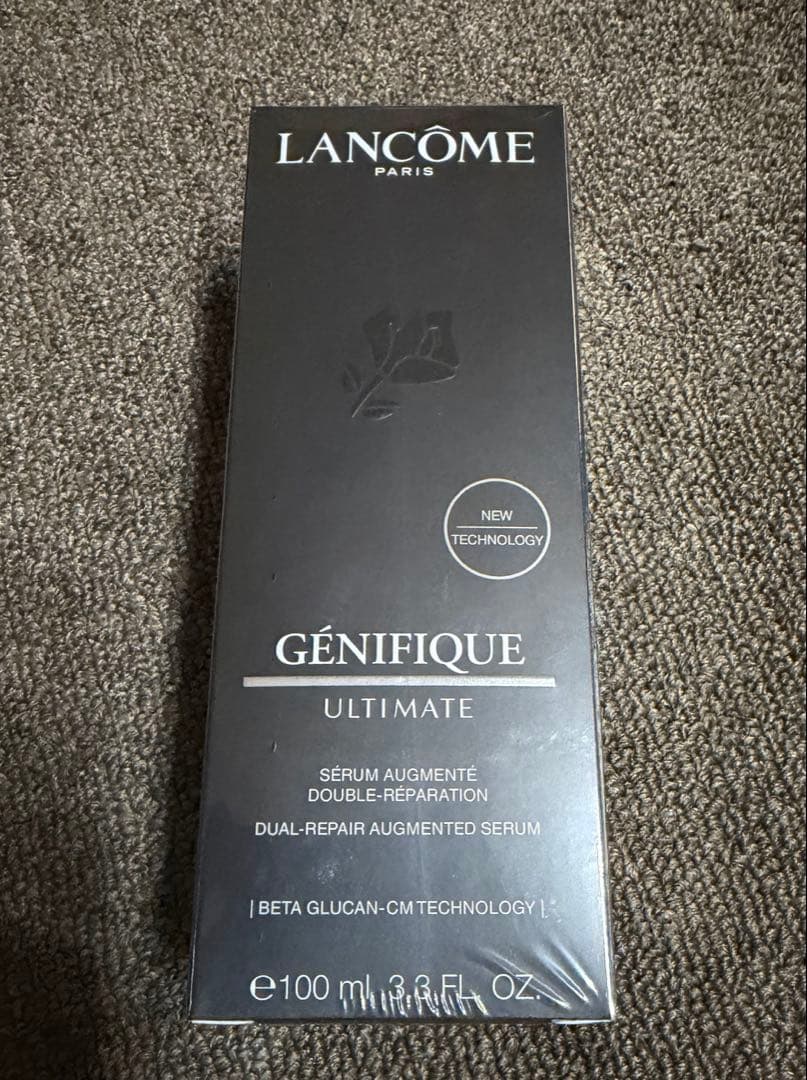 LANCÔME
PARIS
NEW
TECHNOLOGY
GÉNIFIQUE
ULTIMATE
SÉRUM AUGMENTÉ
DOUBLE-RÉPARATION
DUAL-REPAIR AUGMENTED SERUM
| BETA GLUCAN-CM TECHNOLOGY |
℮100 ml 3.3 FL. OZ.